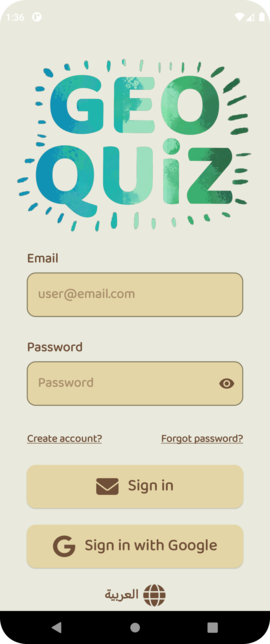 1:36
GEO
QUiZ
Email
user@email.com
Password
Password
Create account? Forgot password?
Sign in
Sign in with Google
العربية